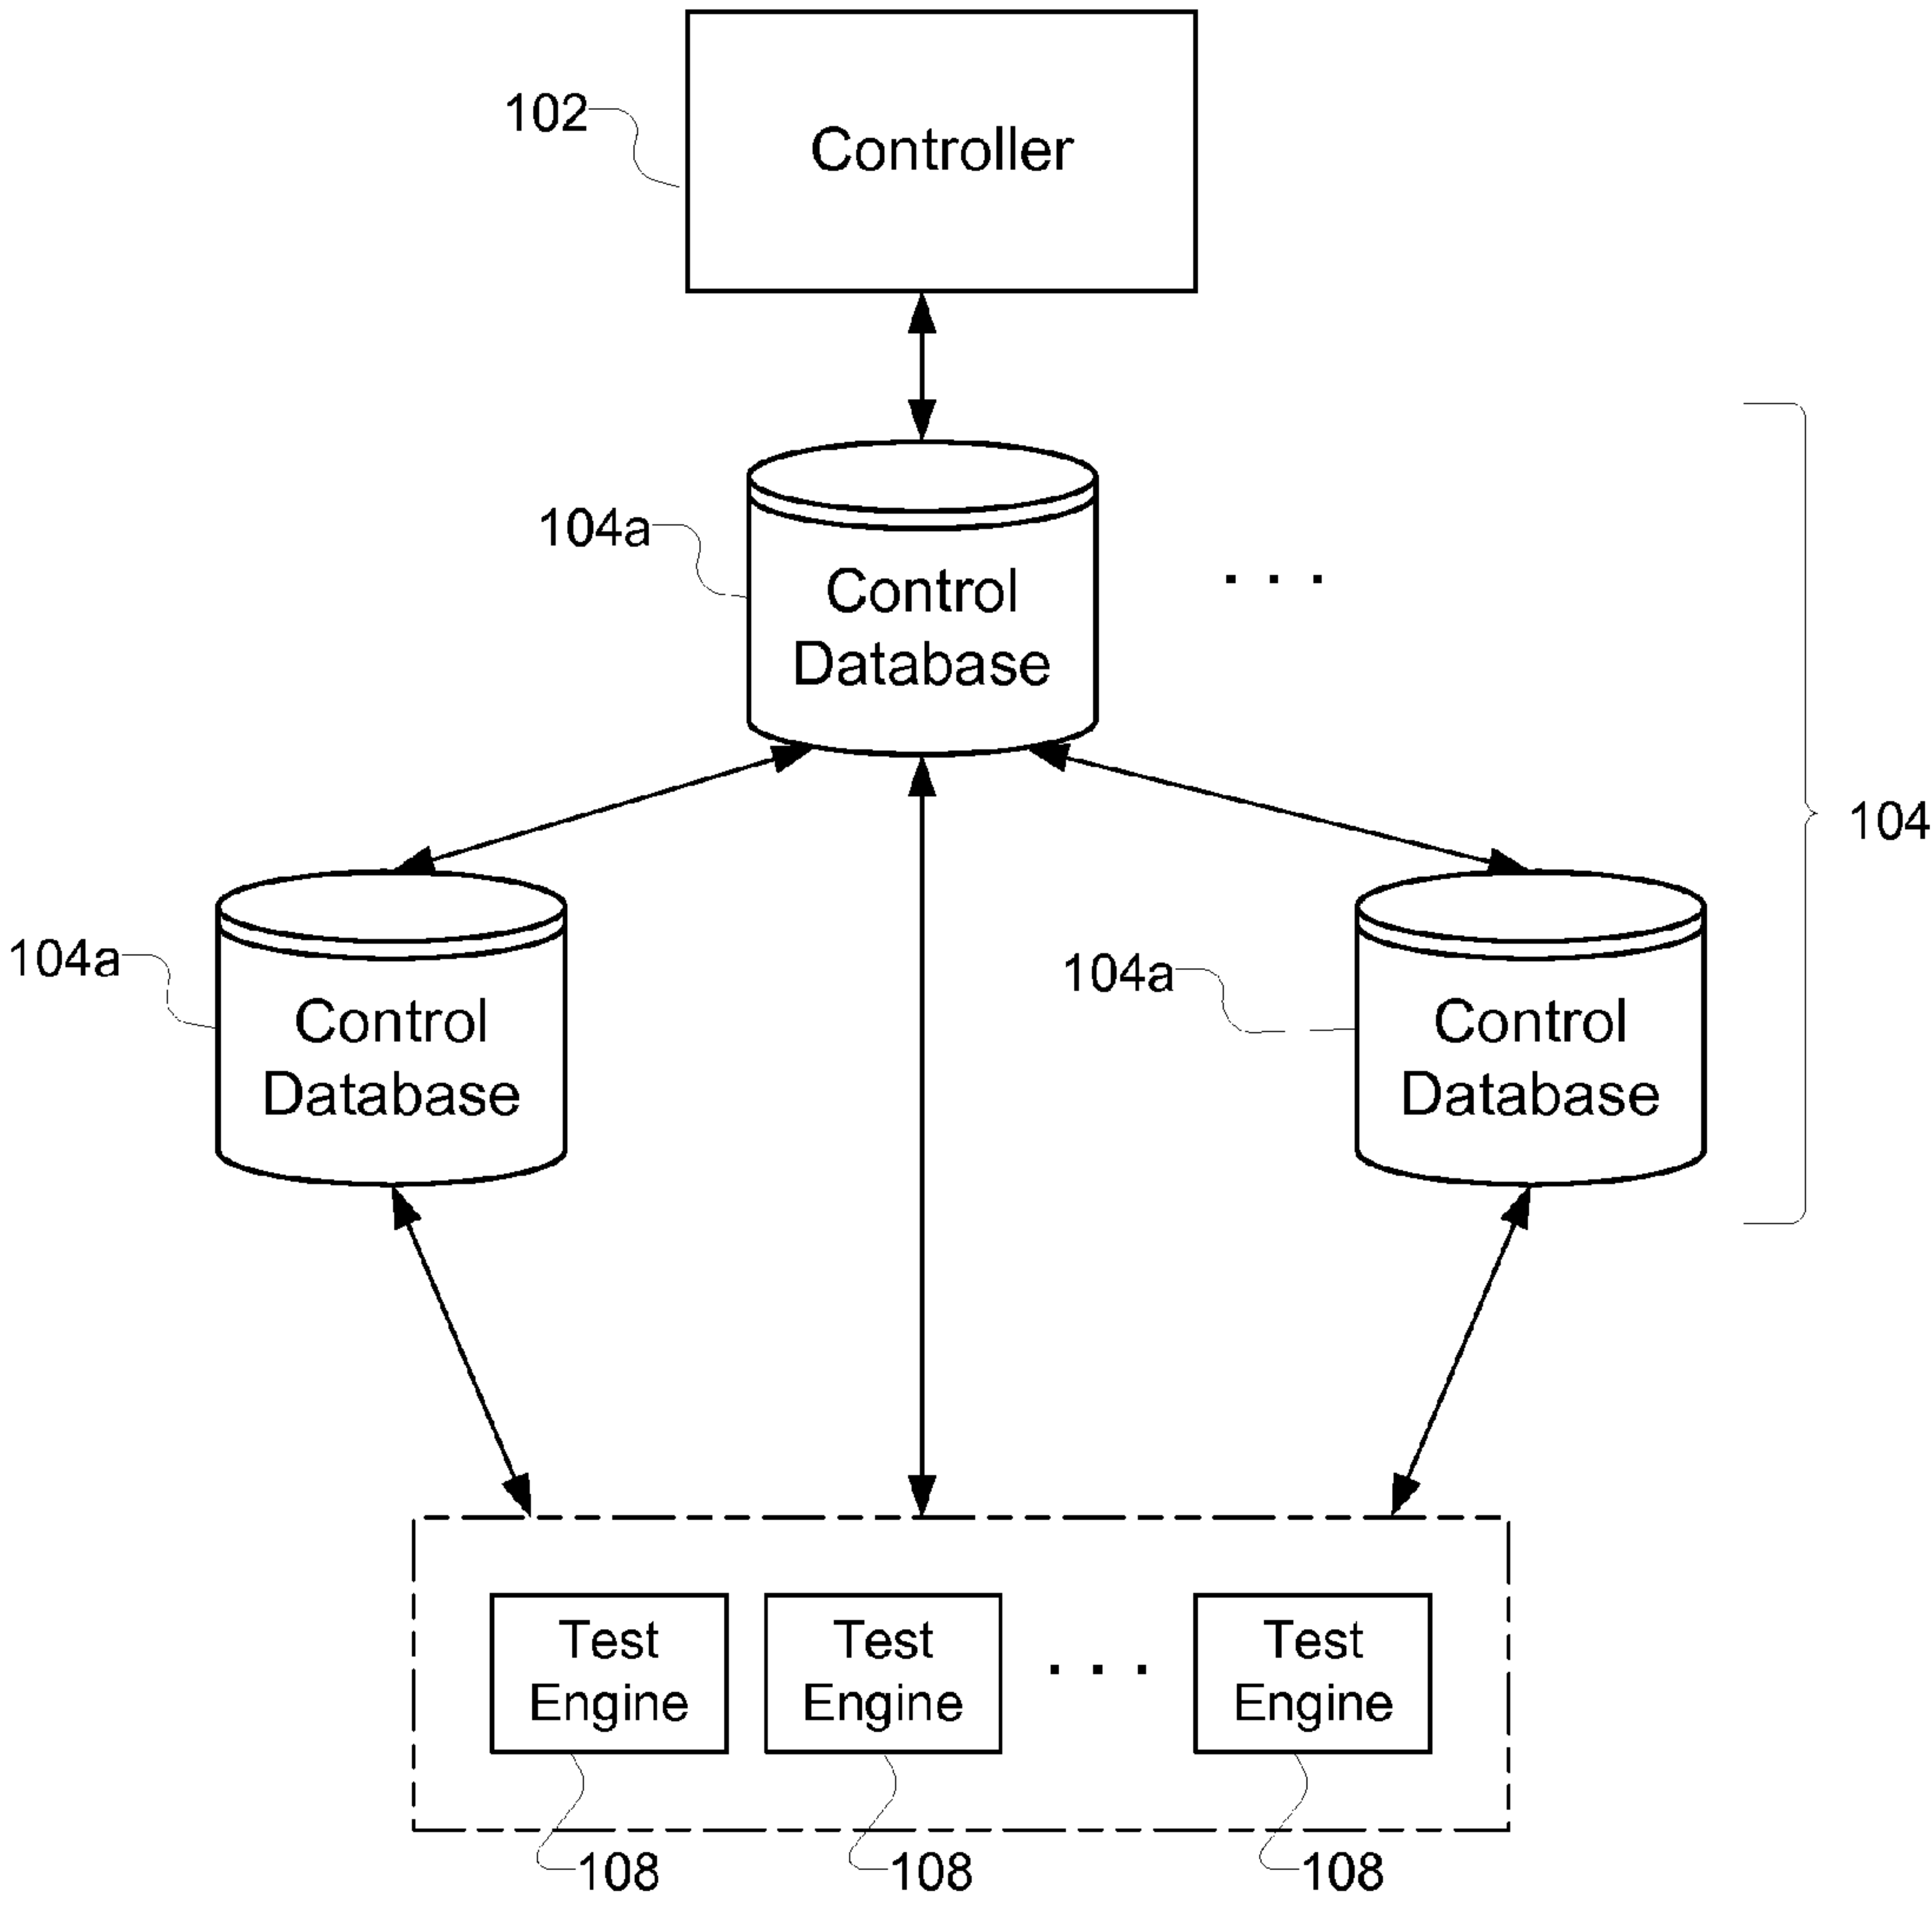 102
Controller
104a
Control
Database
. . .
104
104a
Control
Database
104a
Control
Database
Test
Engine
Test
Engine
. . .
Test
Engine
108
108
108